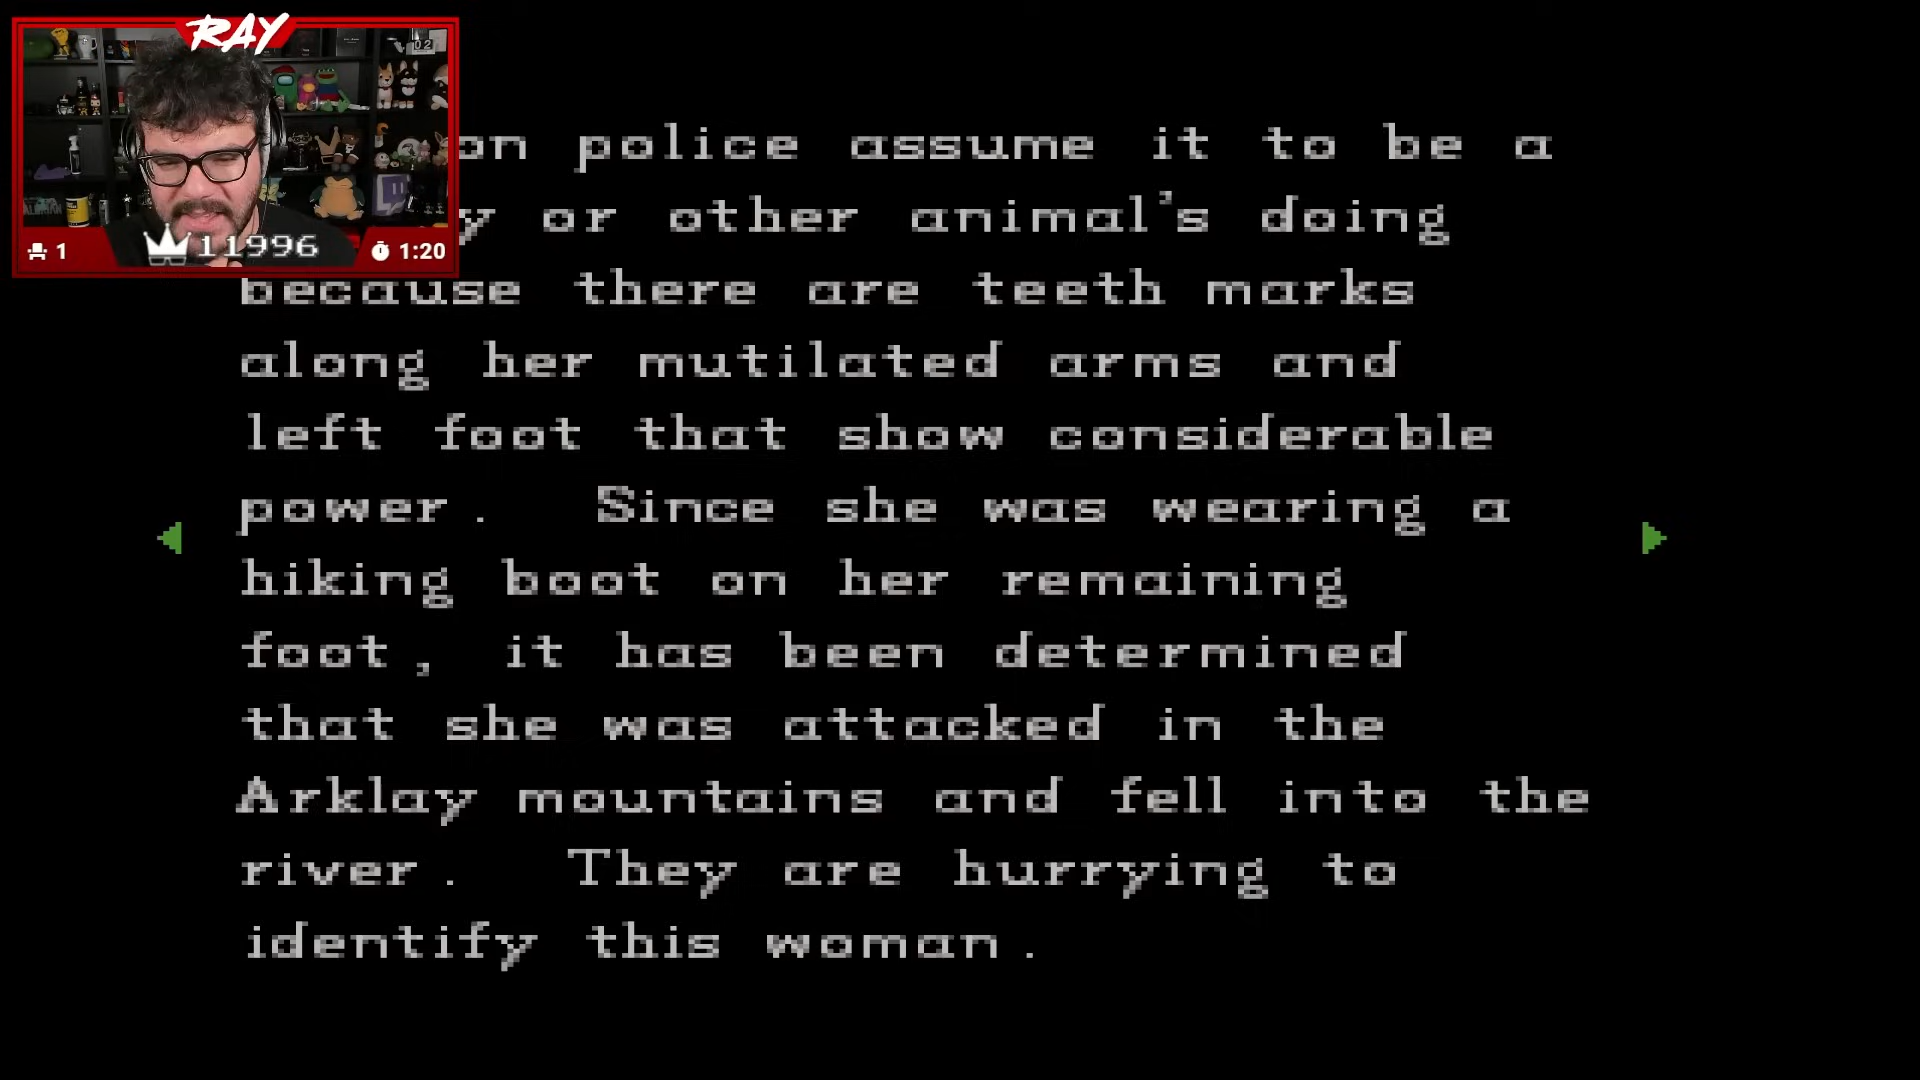 RAY
1
11996
1:20
on police assume it to be a
y or other animal's doing
because there are teeth marks
along her mutilated arms and
left foot that show considerable
power. Since she was wearing a
hiking boot on her remaining
foot, it has been determined
that she was attacked in the
Arklay mountains and fell into the
river. They are hurrying to
identify this woman.